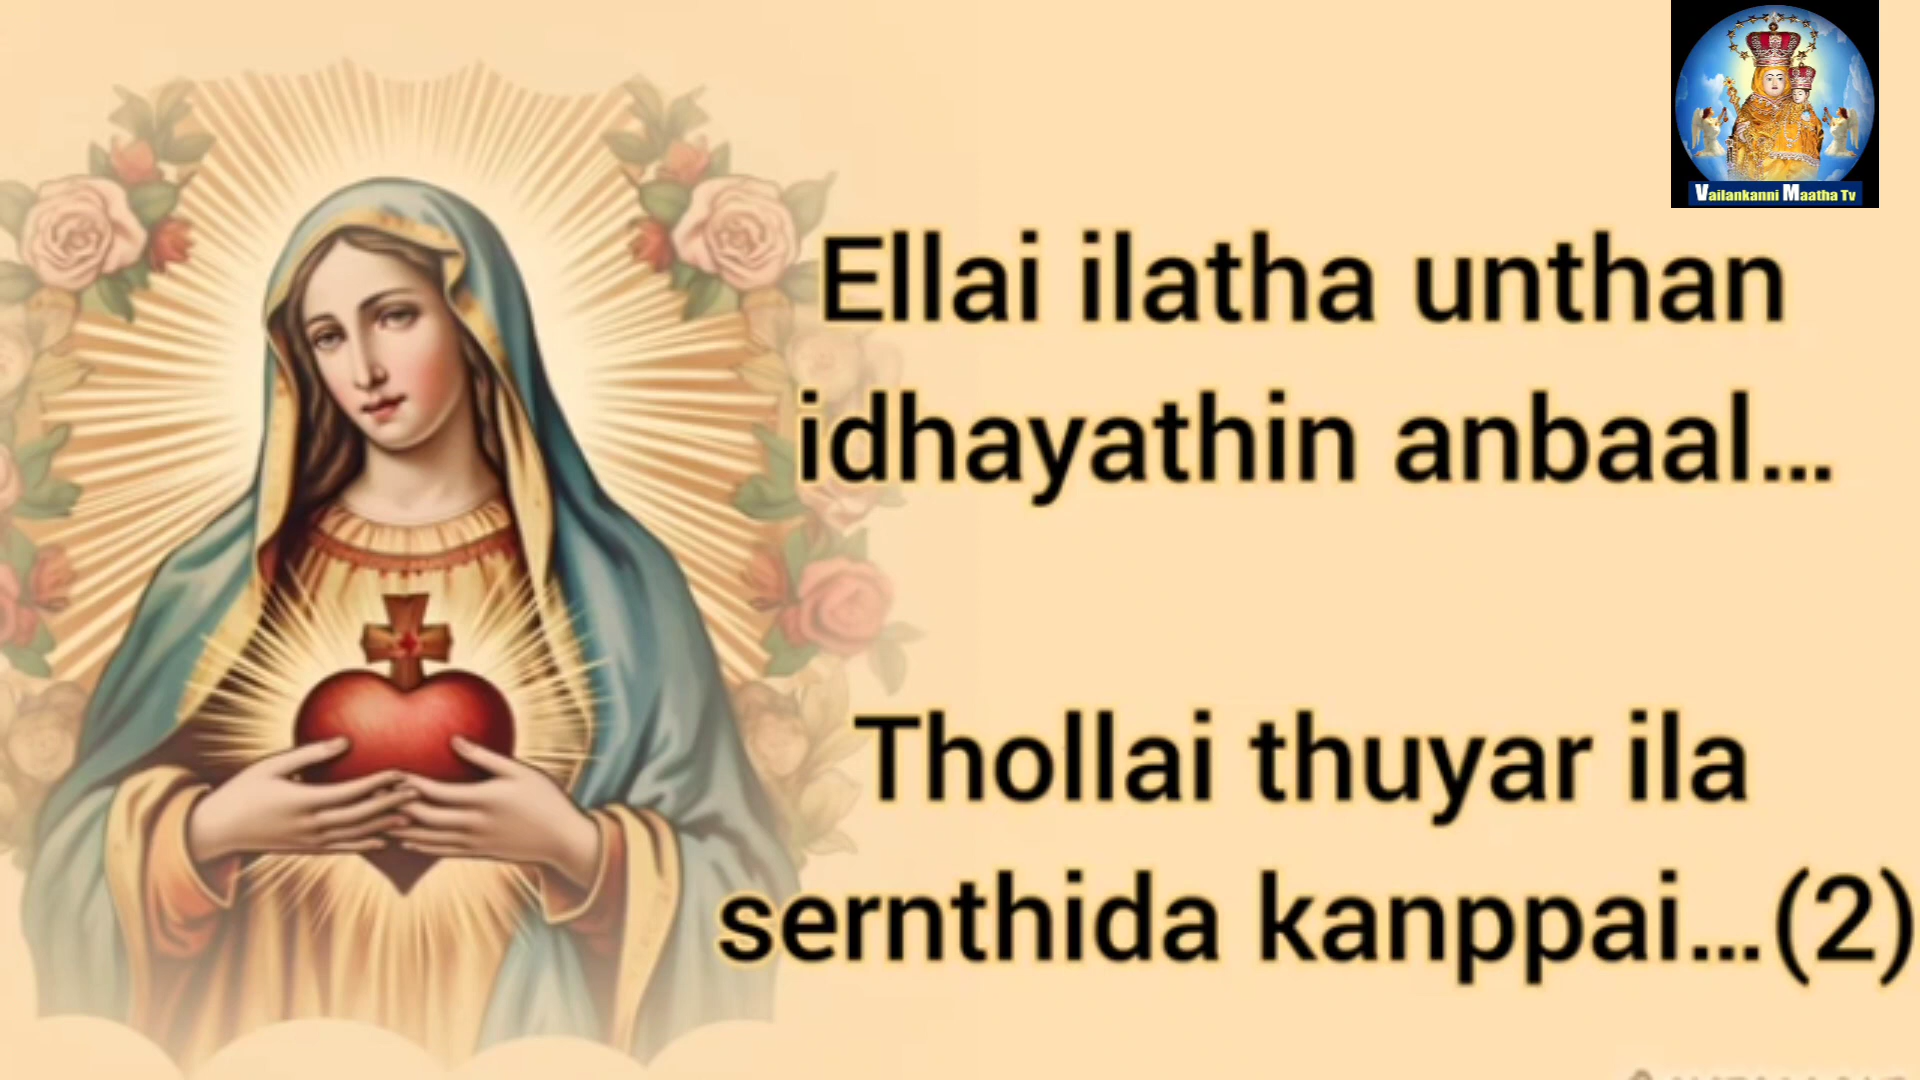 Vailankanni Maatha Tv
Ellai ilatha unthan
idhayathin anbaal...
Thollai thuyar ila
sernthida kanppai...(2)